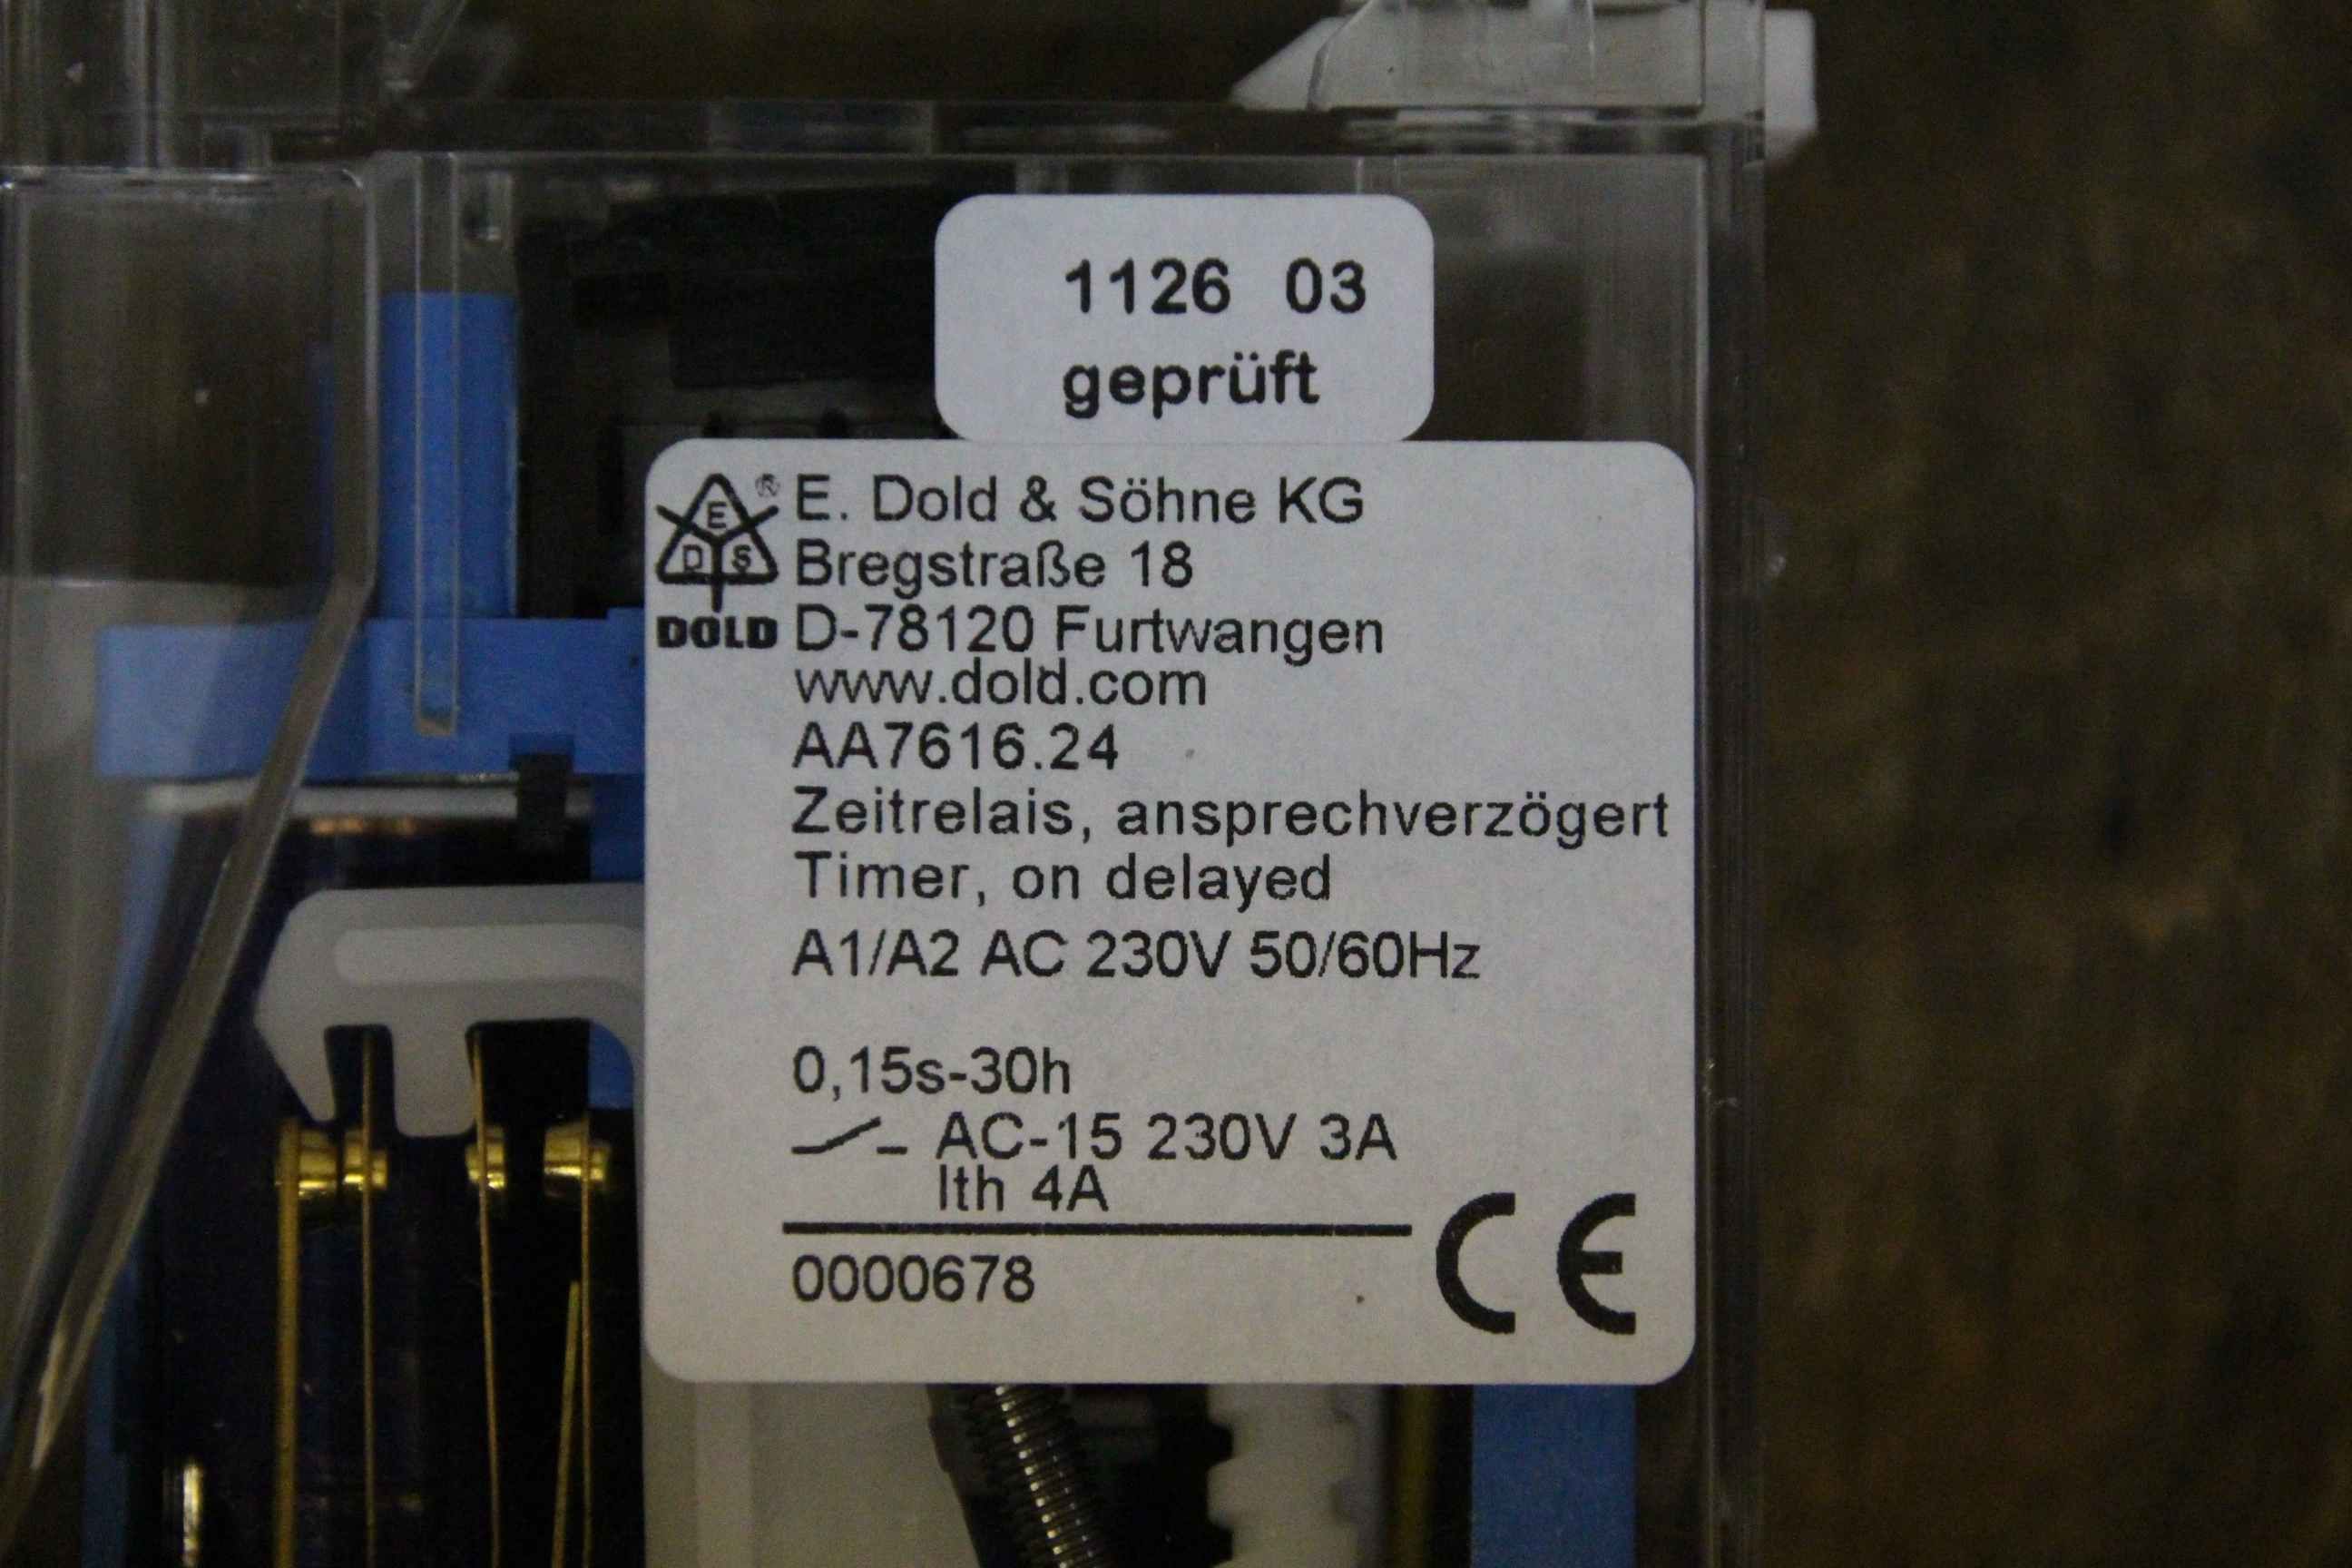 1126 03
geprüft
E. Dold & Söhne KG
Bregstraße 18
D-78120 Furtwangen
www.dold.com
AA7616.24
Zeitrelais, ansprechverzögert
Timer, on delayed
A1/A2 AC 230V 50/60Hz
0,15s-30h
AC-15 230V 3A
Ith 4A
0000678
CE
E
D S
®
DOLD